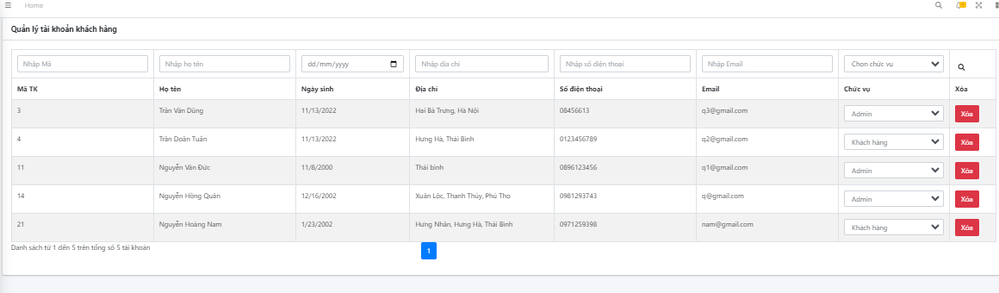 Home
Quản lý tài khoản khách hàng
Nhập Mã Nhập họ tên dd/mm/yyyy Nhập địa chỉ Nhập số điện thoại Nhập Email Chọn chức vụ
Mã TK Họ tên Ngày sinh Địa chỉ Số điện thoại Email Chức vụ Xóa
3 Trần Văn Dũng 11/13/2022 Hai Bà Trưng, Hà Nội 08456613 q3@gmail.com Admin Xóa
4 Trần Doãn Tuấn 11/13/2022 Hưng Hà, Thái Bình 0123456789 q2@gmail.com Khách hàng Xóa
11 Nguyễn Văn Đức 11/8/2000 Thái bình 0896123456 q1@gmail.com Admin Xóa
14 Nguyễn Hồng Quân 12/16/2002 Xuân Lộc, Thanh Thủy, Phú Thọ 0981293743 q@gmail.com Admin Xóa
21 Nguyễn Hoàng Nam 1/23/2002 Hưng Nhân, Hưng Hà, Thái Bình 0971259398 nam@gmail.com Khách hàng Xóa
Danh sách từ 1 đến 5 trên tổng số 5 tài khoản 1